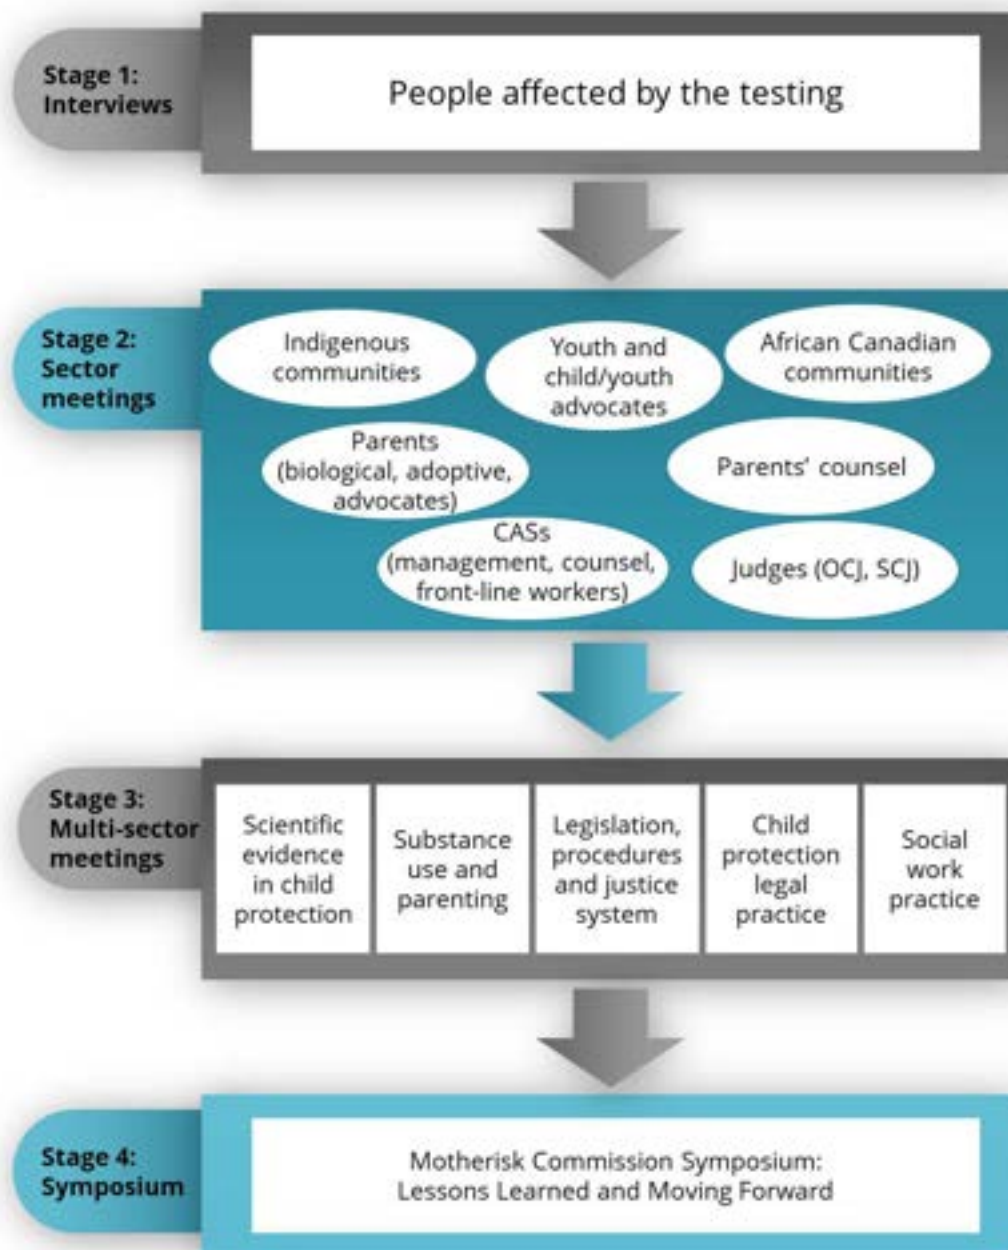 Stage 1:
Interviews
People affected by the testing
Stage 2:
Sector
meetings
Indigenous
communities
Youth and
child/youth
advocates
African Canadian
communities
Parents
(biological, adoptive,
advocates)
Parents' counsel
CASs
(management, counsel,
front-line workers)
Judges (OCJ, SCJ)
Stage 3:
Multi-sector
meetings
Scientific
evidence
in child
protection
Substance
use and
parenting
Legislation,
procedures
and justice
system
Child
protection
legal
practice
Social
work
practice
Stage 4:
Symposium
Motherisk Commission Symposium:
Lessons Learned and Moving Forward